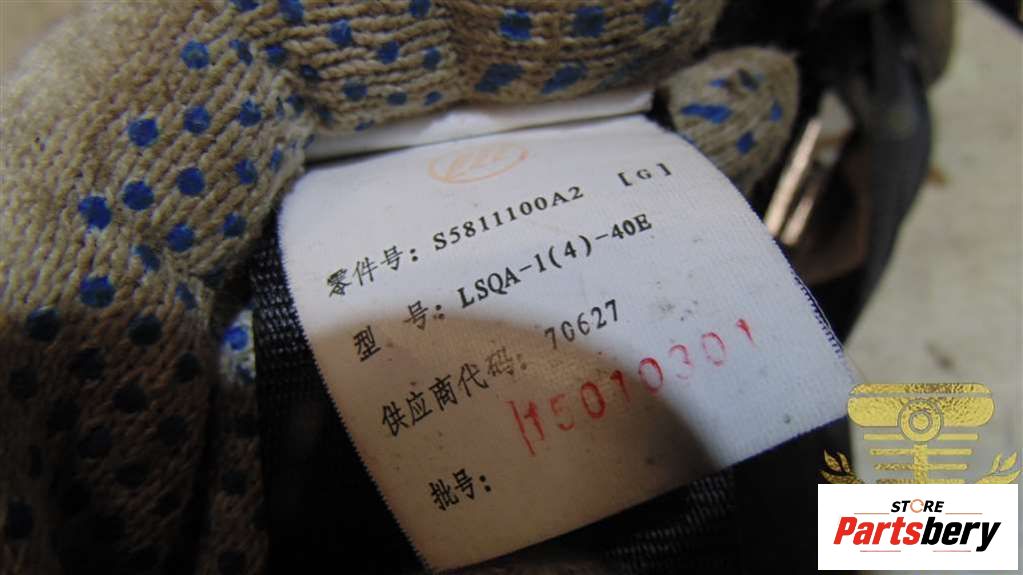 零件号: S5811100A2 【G】
型 号: LSQA-1(4)-40E
供应商代码: 70627
批号:
15010301
STORE
Partsbery